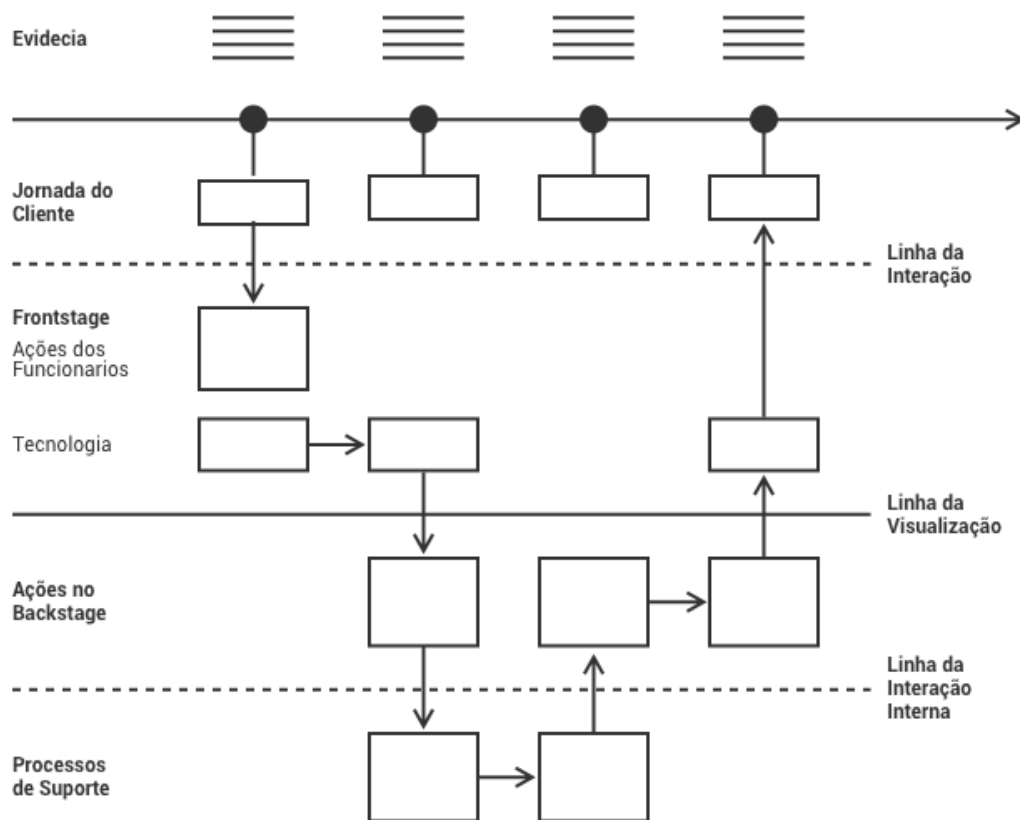 Evidecia
Jornada do
Cliente
Linha da
Interação
Frontstage
Ações dos
Funcionarios
Tecnologia
Linha da
Visualização
Ações no
Backstage
Linha da
Interação
Interna
Processos
de Suporte